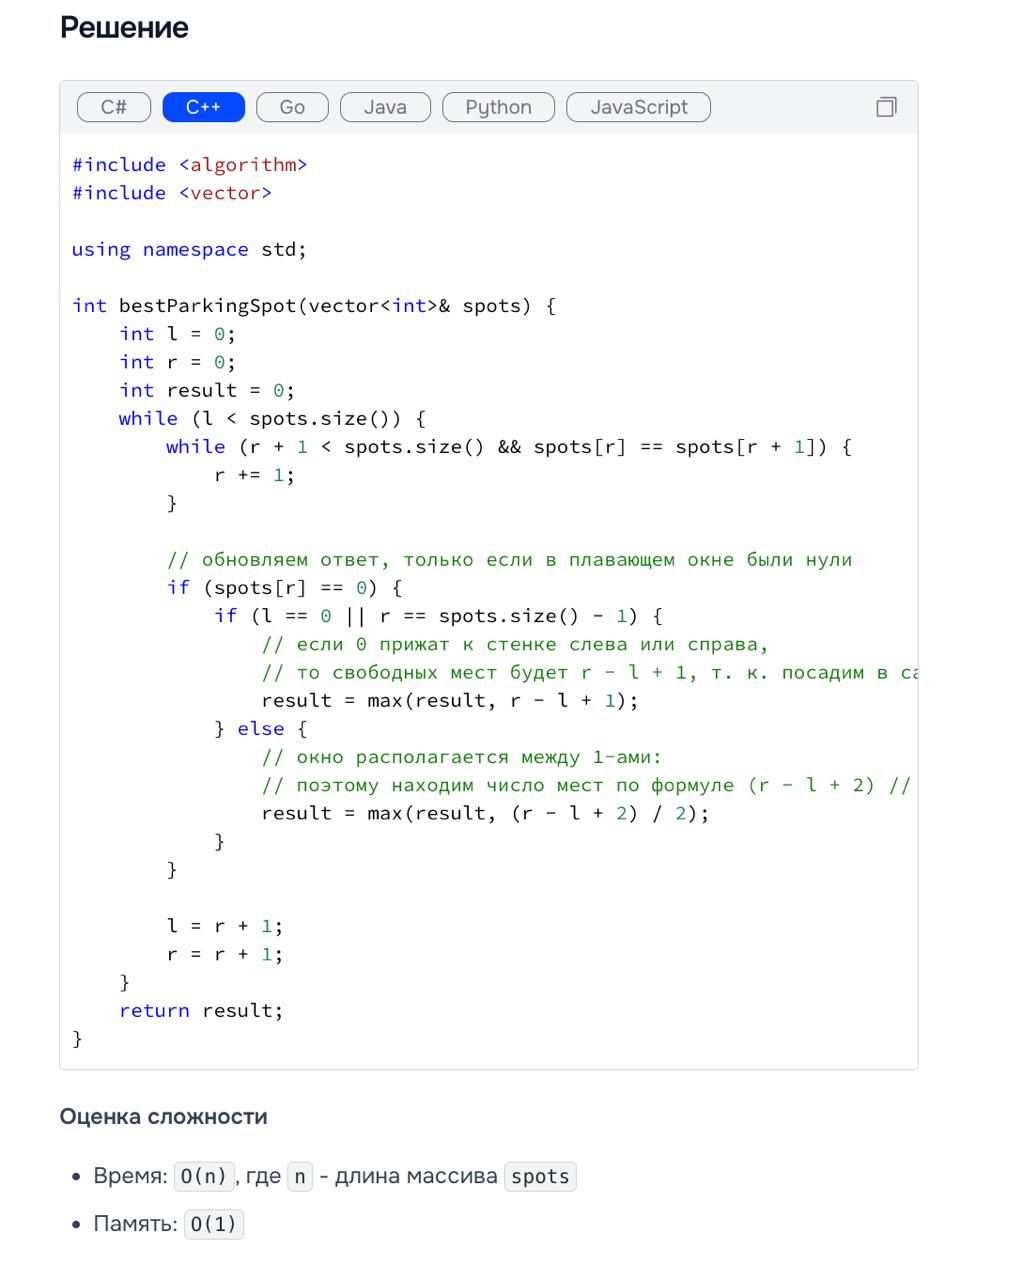 Решение
C#
C++
Go
Java
Python
JavaScript
#include <algorithm>
#include <vector>
using namespace std;
int bestParkingSpot(vector<int>& spots) {
    int l = 0;
    int r = 0;
    int result = 0;
    while (l < spots.size()) {
        while (r + 1 < spots.size() && spots[r] == spots[r + 1]) {
            r += 1;
        }
        // обновляем ответ, только если в плавающем окне были нули
        if (spots[r] == 0) {
            if (l == 0 || r == spots.size() - 1) {
                // если 0 прижат к стенке слева или справа,
                // то свободных мест будет r - l + 1, т. к. посадим в са
                result = max(result, r - l + 1);
            } else {
                // окно располагается между 1-ами:
                // поэтому находим число мест по формуле (r - l + 2) //
                result = max(result, (r - l + 2) / 2);
            }
        }
        l = r + 1;
        r = r + 1;
    }
    return result;
}
Оценка сложности
• Время: O(n), где n - длина массива spots
• Память: O(1)